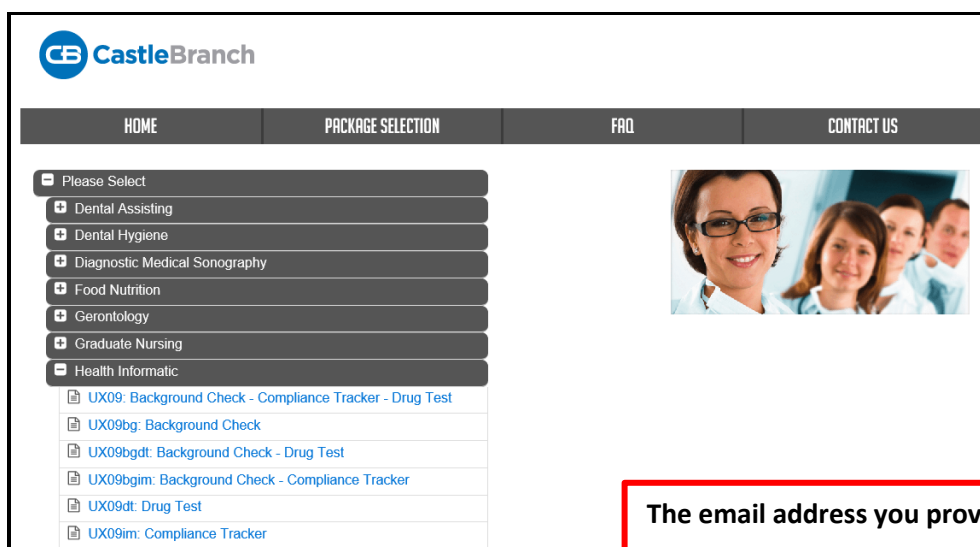 CB CastleBranch
HOME PACKAGE SELECTION FAQ CONTACT US
Please Select
Dental Assisting
Dental Hygiene
Diagnostic Medical Sonography
Food Nutrition
Gerontology
Graduate Nursing
Health Informatic
UX09: Background Check - Compliance Tracker - Drug Test
UX09bg: Background Check
UX09bgdt: Background Check - Drug Test
UX09bgim: Background Check - Compliance Tracker
UX09dt: Drug Test
UX09im: Compliance Tracker
The email address you prov